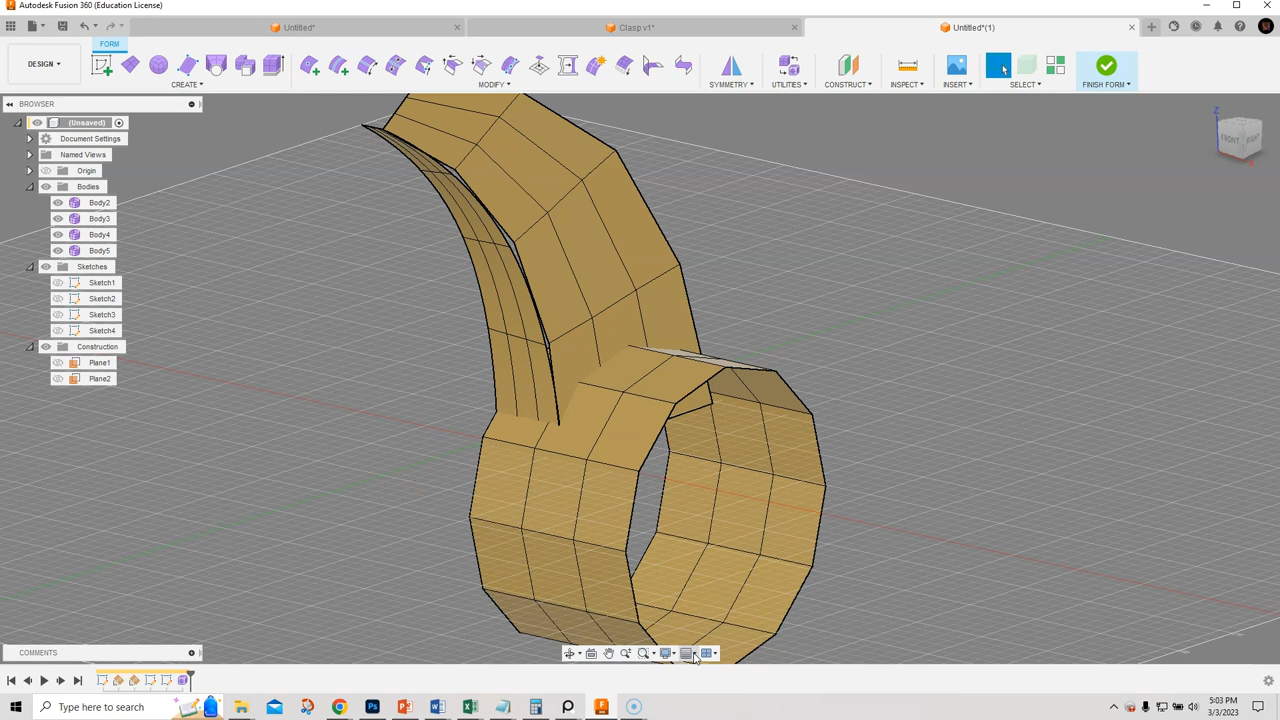 Autodesk Fusion 360 (Education License)
Untitled*
Clasp v1*
Untitled*(1)
FORM
DESIGN
CREATE
MODIFY
SYMMETRY
UTILITIES
CONSTRUCT
INSPECT
INSERT
SELECT
FINISH FORM
BROWSER
(Unsaved)
Document Settings
Named Views
Origin
Bodies
Body2
Body3
Body4
Body5
Sketches
Sketch1
Sketch2
Sketch3
Sketch4
Construction
Plane1
Plane2
Z
FRONT
RIGHT
X
COMMENTS
Type here to search
5:03 PM
3/3/2023